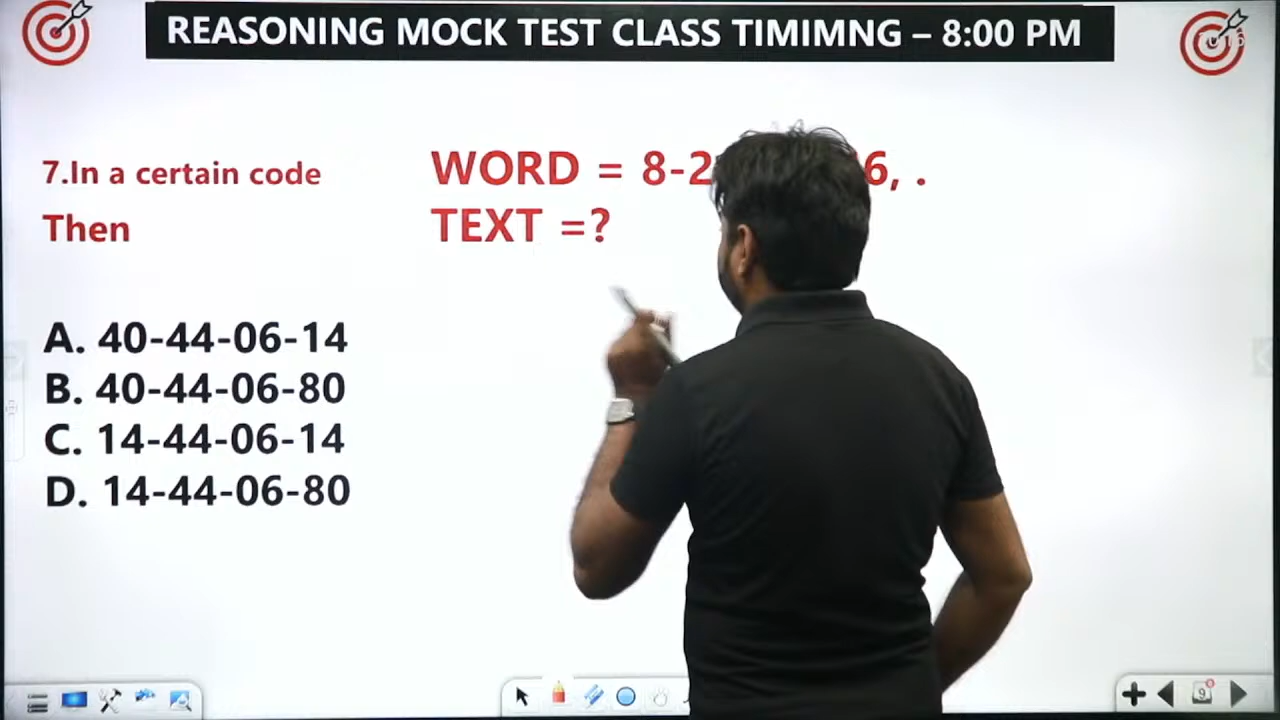 REASONING MOCK TEST CLASS TIMIMNG – 8:00 PM
7.In a certain code WORD = 8-2 6, .
Then TEXT =?
A. 40-44-06-14
B. 40-44-06-80
C. 14-44-06-14
D. 14-44-06-80
9